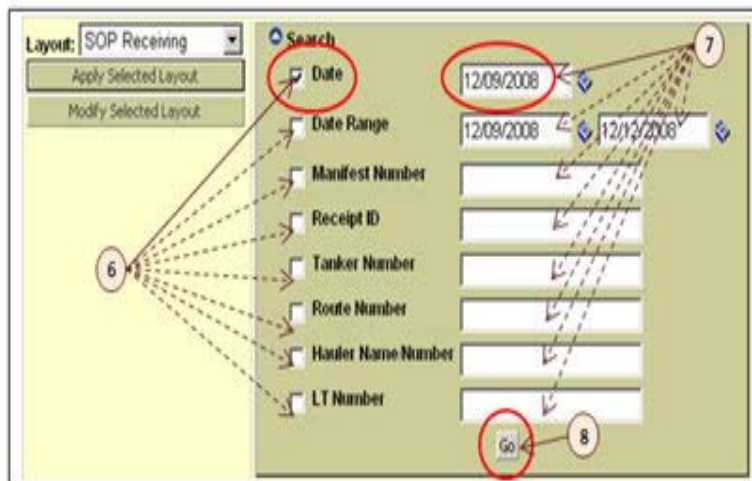 Layout: SOP Receiving
Apply Selected Layout
Modify Selected Layout
Search
Date 12/09/2008
Date Range 12/09/2008 12/12/2008
Manifest Number
Receipt ID
Tanker Number
Route Number
Hauler Name Number
LT Number
Go
6
7
8